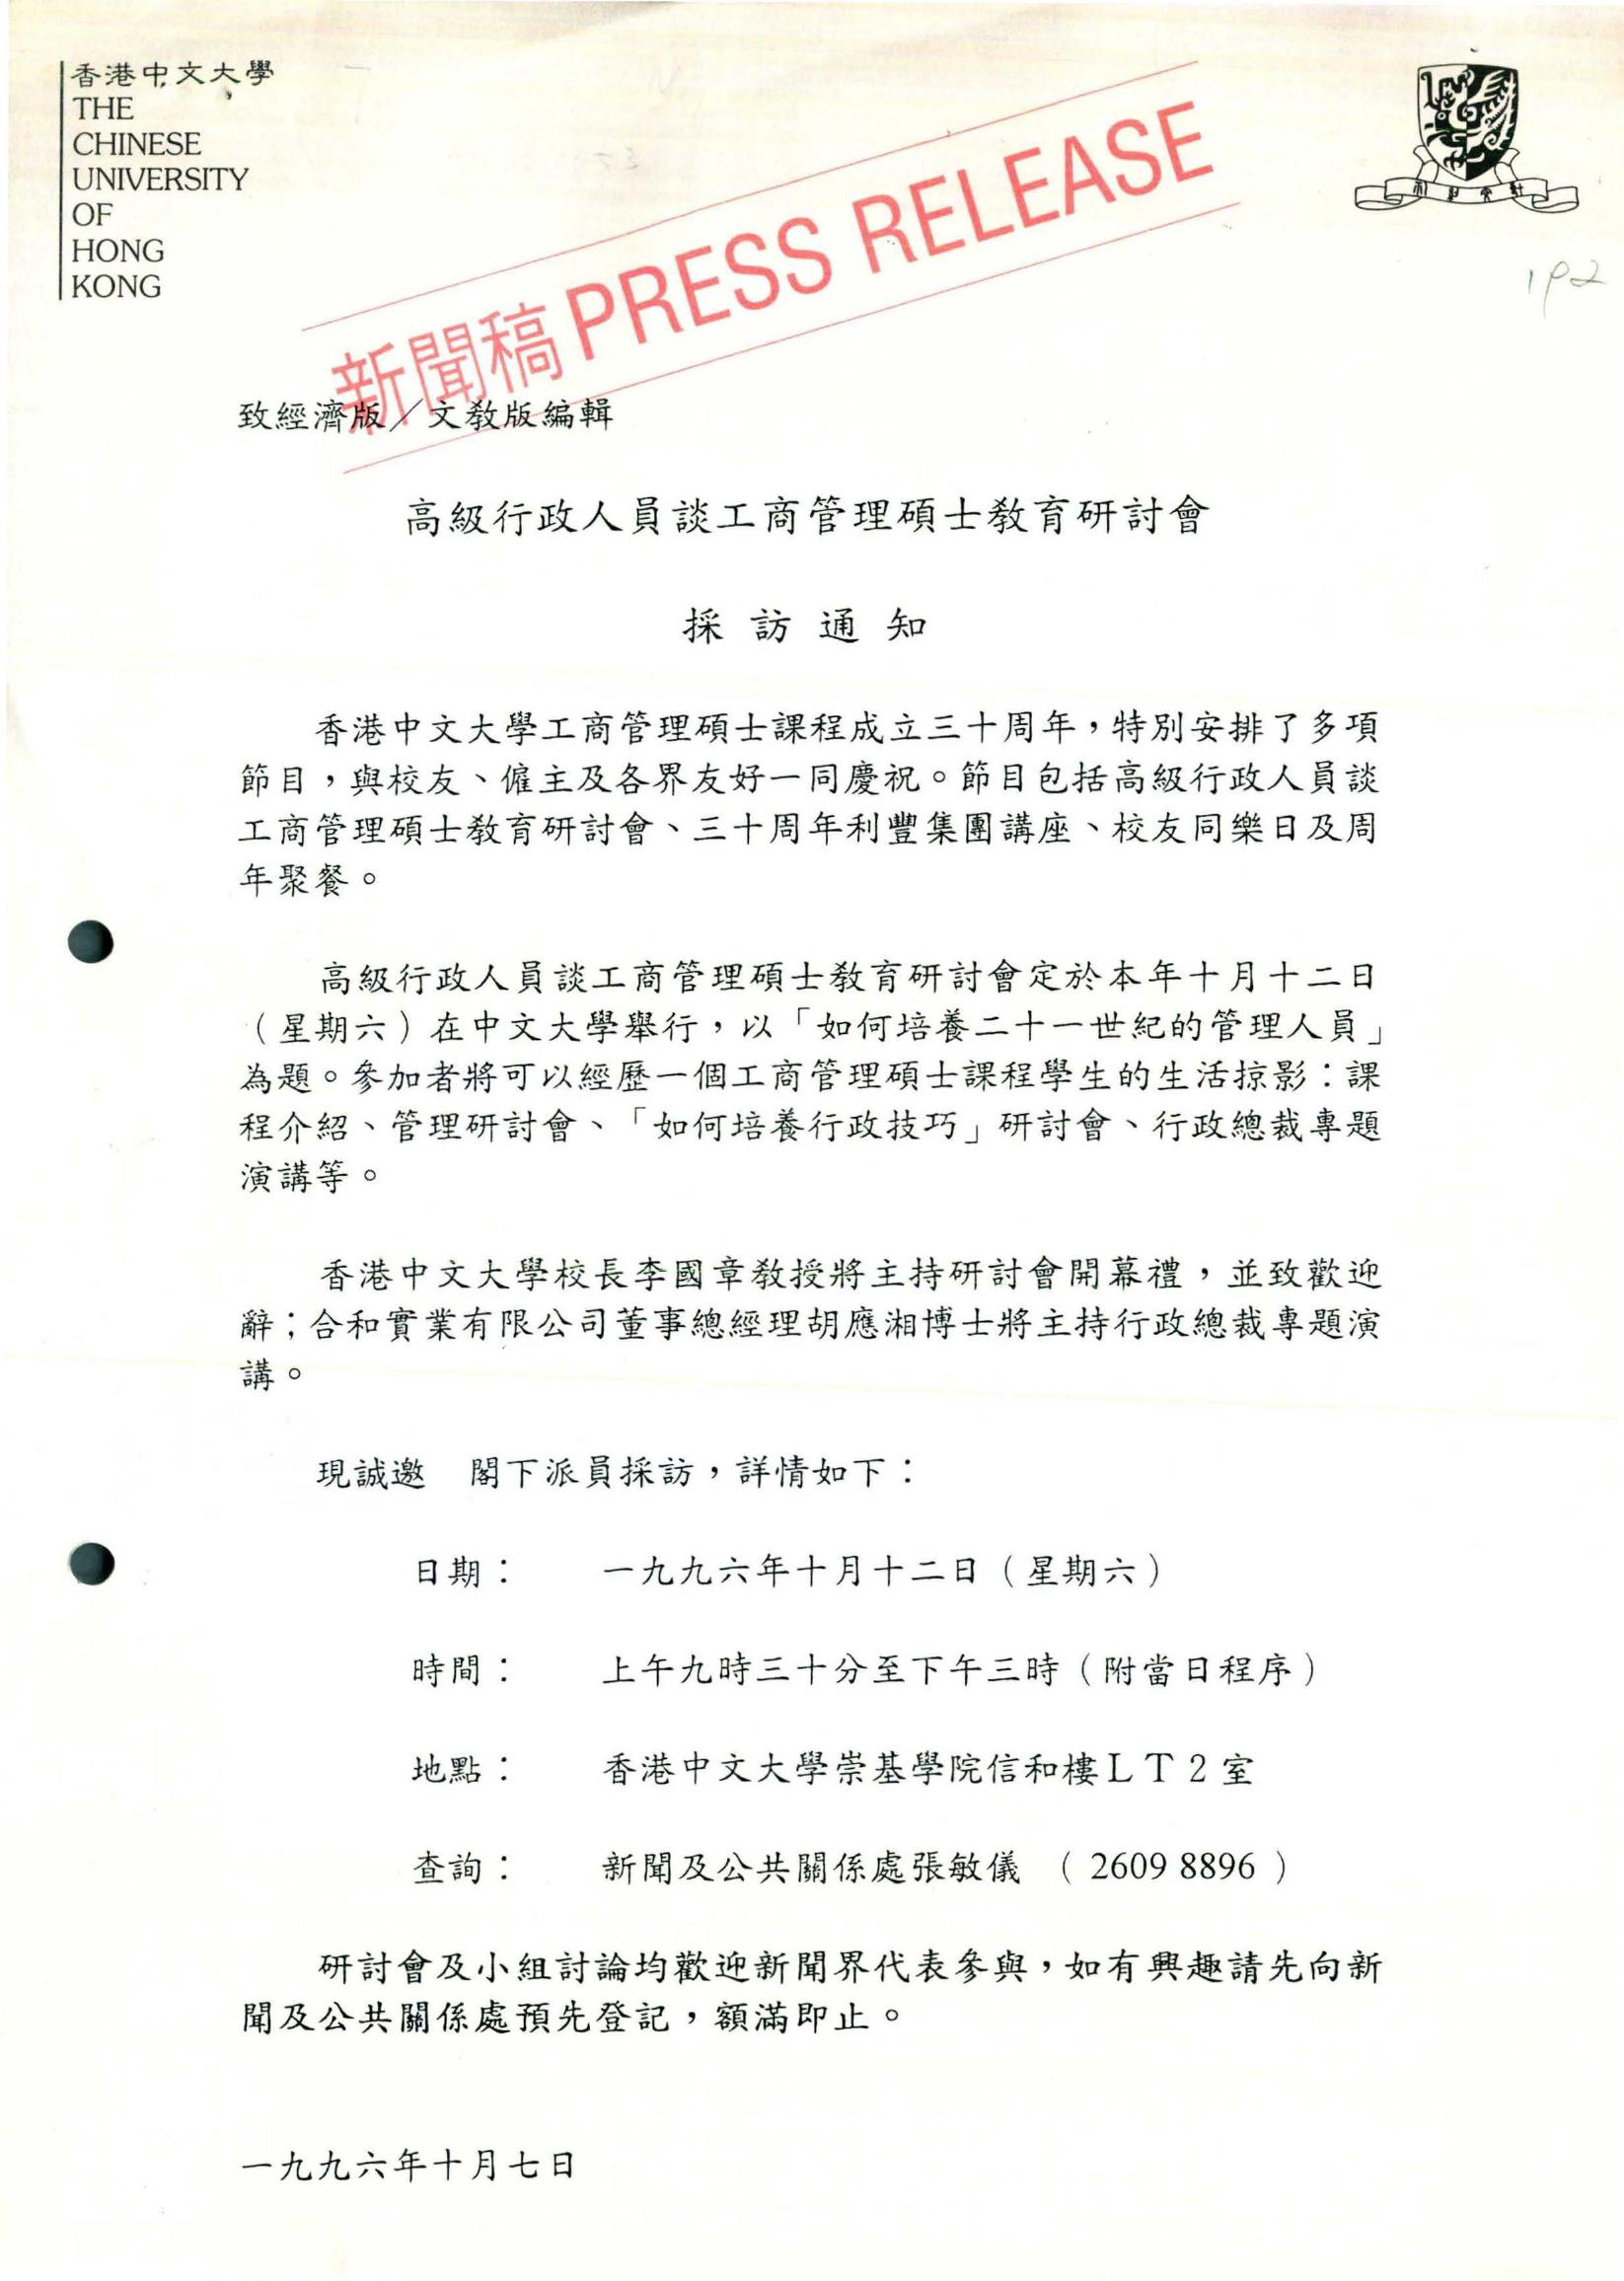 香港中文大學
THE
CHINESE
UNIVERSITY
OF
HONG
KONG
新聞稿 PRESS RELEASE
192
致經濟版／文教版編輯
高級行政人員談工商管理碩士教育研討會
採訪通知
香港中文大學工商管理碩士課程成立三十周年，特別安排了多項
節目，與校友、僱主及各界友好一同慶祝。節目包括高級行政人員談
工商管理碩士教育研討會、三十周年利豐集團講座、校友同樂日及周
年聚餐。
高級行政人員談工商管理碩士教育研討會定於本年十月十二日
（星期六）在中文大學舉行，以「如何培養二十一世紀的管理人員」
為題。參加者將可以經歷一個工商管理碩士課程學生的生活掠影：課
程介紹、管理研討會、「如何培養行政技巧」研討會、行政總裁專題
演講等。
香港中文大學校長李國章教授將主持研討會開幕禮，並致歡迎
辭；合和實業有限公司董事總經理胡應湘博士將主持行政總裁專題演
講。
現誠邀　閣下派員採訪，詳情如下：
日期：　一九九六年十月十二日（星期六）
時間：　上午九時三十分至下午三時（附當日程序）
地點：　香港中文大學崇基學院信和樓ＬＴ２室
查詢：　新聞及公共關係處張敏儀　（ 2609 8896 ）
研討會及小組討論均歡迎新聞界代表參與，如有興趣請先向新
聞及公共關係處預先登記，額滿即止。
一九九六年十月七日